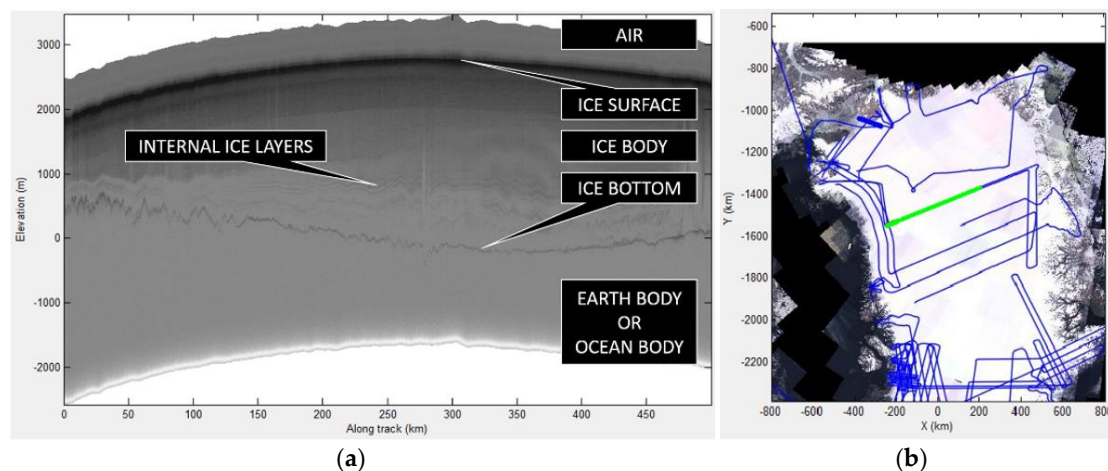 3000
2000
1000
0
-1000
-2000
Elevation (m)
0
50
100
150
200
250
300
350
400
450
Along track (km)
AIR
ICE SURFACE
INTERNAL ICE LAYERS
ICE BODY
ICE BOTTOM
EARTH BODY
OR
OCEAN BODY
(a)
-600
-800
-1000
-1200
-1400
-1600
-1800
-2000
-2200
Y (km)
-800
-600
-400
-200
0
200
400
600
800
X (km)
(b)